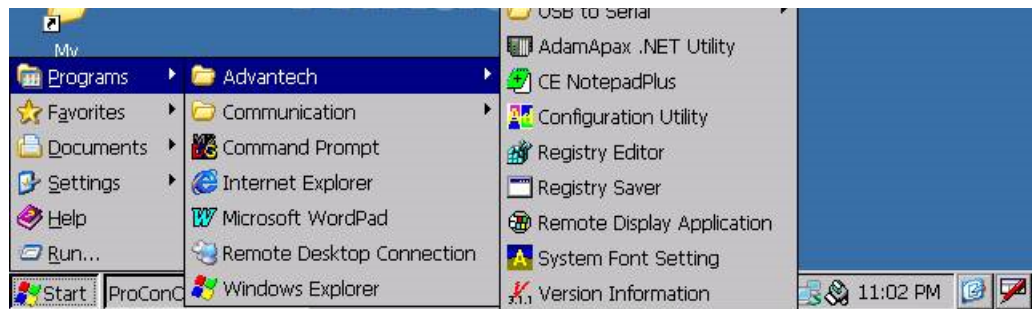 My
Programs
Favorites
Documents
Settings
Help
Run...
Advantech
Communication
Command Prompt
Internet Explorer
Microsoft WordPad
Remote Desktop Connection
Windows Explorer
USB to Serial
AdamApax .NET Utility
CE NotepadPlus
Configuration Utility
Registry Editor
Registry Saver
Remote Display Application
System Font Setting
Version Information
Start
ProConC
11:02 PM